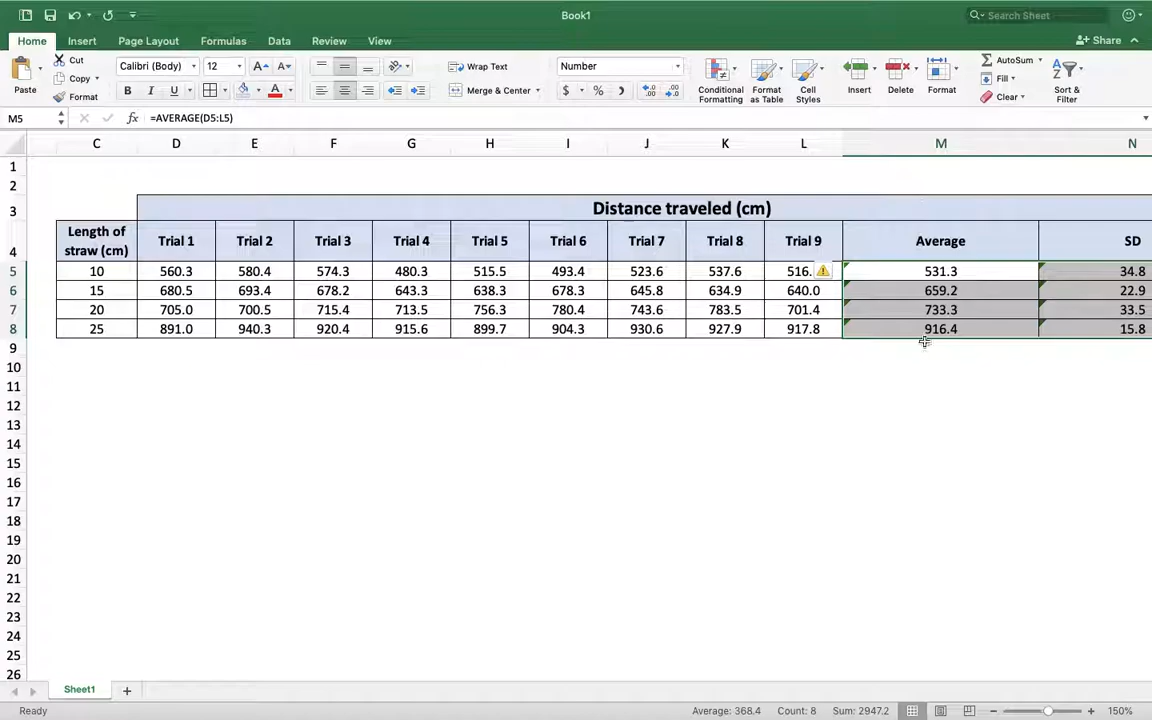 Book1
Search Sheet
Home Insert Page Layout Formulas Data Review View
Share
Paste
Cut
Copy
Format
Calibri (Body) 12
B I U
Wrap Text
Merge & Center
Number
$ % )
Conditional Formatting
Format as Table
Cell Styles
Insert
Delete
Format
AutoSum
Fill
Clear
Sort & Filter
M5 fx =AVERAGE(D5:L5)
C D E F G H I J K L M N
1
2
3 Distance traveled (cm)
4 Length of straw (cm) Trial 1 Trial 2 Trial 3 Trial 4 Trial 5 Trial 6 Trial 7 Trial 8 Trial 9 Average SD
5 10 560.3 580.4 574.3 480.3 515.5 493.4 523.6 537.6 516. 531.3 34.8
6 15 680.5 693.4 678.2 643.3 638.3 678.3 645.8 634.9 640.0 659.2 22.9
7 20 705.0 700.5 715.4 713.5 756.3 780.4 743.6 783.5 701.4 733.3 33.5
8 25 891.0 940.3 920.4 915.6 899.7 904.3 930.6 927.9 917.8 916.4 15.8
9
10
11
12
13
14
15
16
17
18
19
20
21
22
23
24
25
26
Sheet1
Ready Average: 368.4 Count: 8 Sum: 2947.2 150%